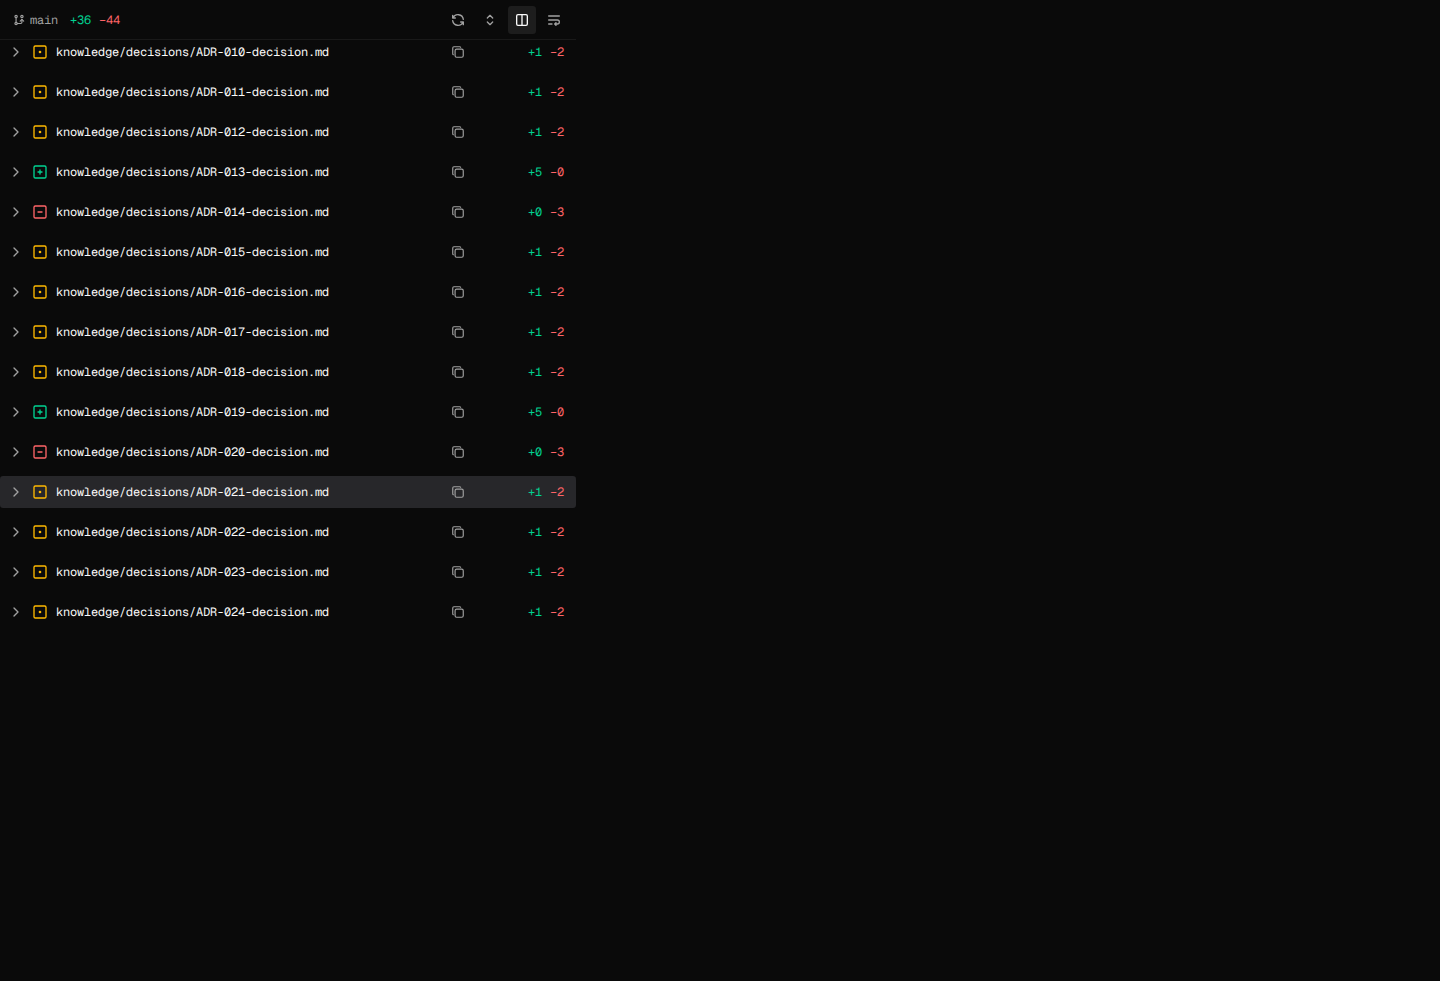 main +36 −44
knowledge/decisions/ADR-010-decision.md +1 −2
knowledge/decisions/ADR-011-decision.md +1 −2
knowledge/decisions/ADR-012-decision.md +1 −2
knowledge/decisions/ADR-013-decision.md +5 −0
knowledge/decisions/ADR-014-decision.md +0 −3
knowledge/decisions/ADR-015-decision.md +1 −2
knowledge/decisions/ADR-016-decision.md +1 −2
knowledge/decisions/ADR-017-decision.md +1 −2
knowledge/decisions/ADR-018-decision.md +1 −2
knowledge/decisions/ADR-019-decision.md +5 −0
knowledge/decisions/ADR-020-decision.md +0 −3
knowledge/decisions/ADR-021-decision.md +1 −2
knowledge/decisions/ADR-022-decision.md +1 −2
knowledge/decisions/ADR-023-decision.md +1 −2
knowledge/decisions/ADR-024-decision.md +1 −2